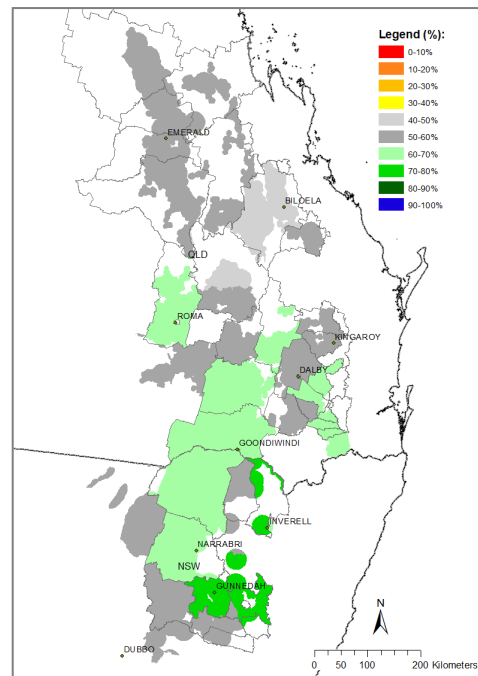 Legend (%):
0-10%
10-20%
20-30%
30-40%
40-50%
50-60%
60-70%
70-80%
80-90%
90-100%
EMERALD
BILOELA
QLD
ROMA
KINGAROY
DALBY
GOONDIWINDI
INVERELL
NARRABRI
NSW
GUNNEDAH
N
DUBBO
0 25 50 100 150 200 Kilometers